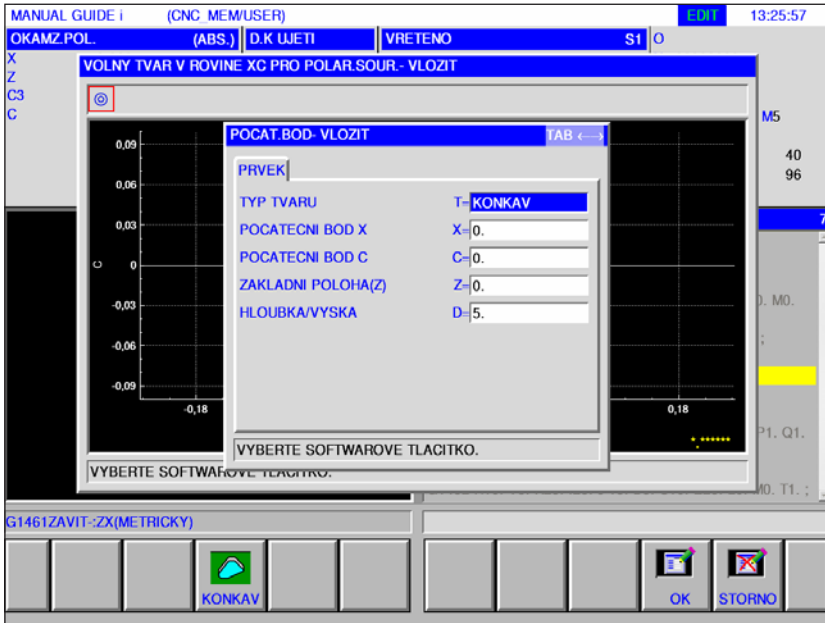 MANUAL GUIDE i (CNC_MEM/USER) EDIT 13:25:57
OKAMZ.POL. (ABS.) D.K UJETI VRETENO S1 O
X
Z
C3
C
M5
40
96
VOLNY TVAR V ROVINE XC PRO POLAR.SOUR.- VLOZIT
POCAT.BOD- VLOZIT TAB ←→
PRVEK
TYP TVARU T= KONKAV
POCATECNI BOD X X= 0.
POCATECNI BOD C C= 0.
ZAKLADNI POLOHA(Z) Z= 0.
HLOUBKA/VYSKA D= 5.
VYBERTE SOFTWAROVE TLACITKO.
0,09
0,06
0,03
C 0
-0,03
-0,06
-0,09
-0,18 0,18
*.******
VYBERTE SOFTWAROVE TLACITKO.
7
0. M0.
;
P1. Q1.
M0. T1. ;
G1461ZAVIT-:ZX(METRICKY)
KONKAV OK STORNO